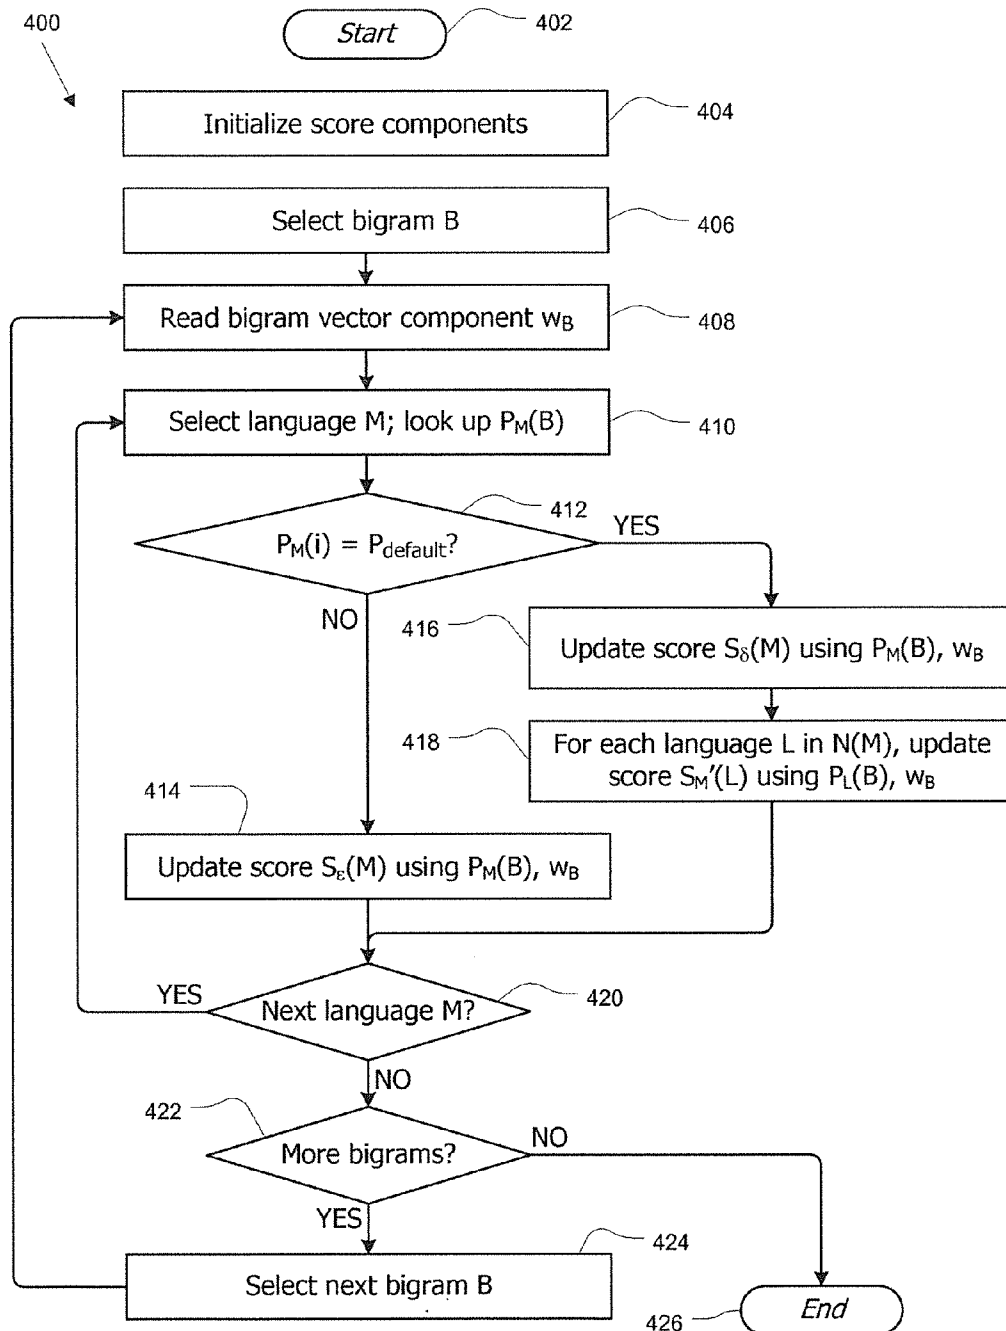 400
Start
402
Initialize score components
404
Select bigram B
406
Read bigram vector component wB
408
Select language M; look up PM(B)
410
412
PM(i) = Pdefault?
YES
NO
416
Update score Sδ(M) using PM(B), wB
418
For each language L in N(M), update
score SM'(L) using PL(B), wB
414
Update score Sε(M) using PM(B), wB
YES
Next language M?
420
NO
422
More bigrams?
NO
YES
424
Select next bigram B
End
426